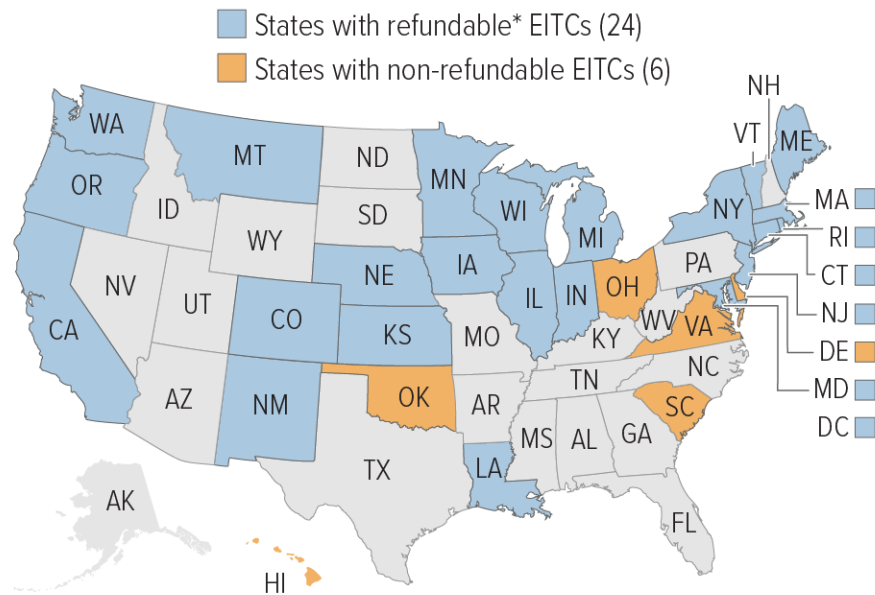 States with refundable* EITCs (24)
States with non-refundable EITCs (6)
NH
WA
VT
ME
MT
ND
MN
OR
MA
ID
SD
WI
NY
MI
RI
WY
PA
CT
NE
IA
NV
OH
IL
IN
NJ
UT
CO
WV
VA
CA
KS
MO
KY
DE
NC
TN
MD
AZ
OK
NM
AR
SC
DC
MS
AL
GA
LA
TX
AK
FL
HI